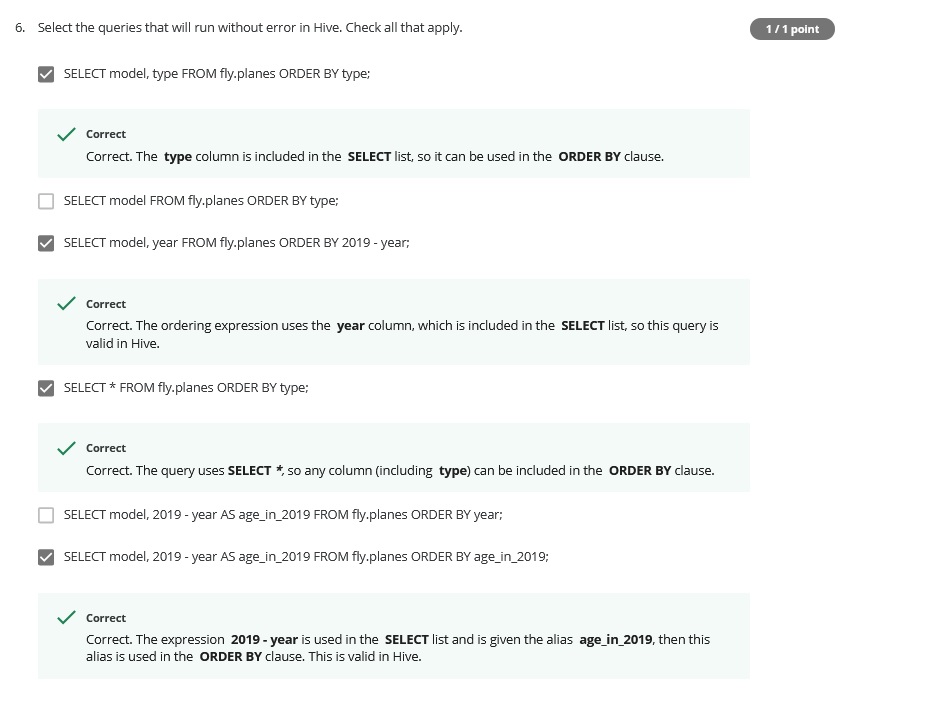 6. Select the queries that will run without error in Hive. Check all that apply.
1 / 1 point
SELECT model, type FROM fly.planes ORDER BY type;
Correct
Correct. The type column is included in the SELECT list, so it can be used in the ORDER BY clause.
SELECT model FROM fly.planes ORDER BY type;
SELECT model, year FROM fly.planes ORDER BY 2019 - year;
Correct
Correct. The ordering expression uses the year column, which is included in the SELECT list, so this query is
valid in Hive.
SELECT * FROM fly.planes ORDER BY type;
Correct
Correct. The query uses SELECT *, so any column (including type) can be included in the ORDER BY clause.
SELECT model, 2019 - year AS age_in_2019 FROM fly.planes ORDER BY year;
SELECT model, 2019 - year AS age_in_2019 FROM fly.planes ORDER BY age_in_2019;
Correct
Correct. The expression 2019 - year is used in the SELECT list and is given the alias age_in_2019, then this
alias is used in the ORDER BY clause. This is valid in Hive.